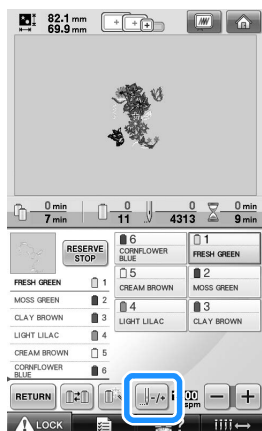 82.1 mm
69.9 mm
0 min
7 min
0
11
0
4313
0 min
9 min
RESERVE
STOP
FRESH GREEN 1
MOSS GREEN 2
CLAY BROWN 3
LIGHT LILAC 4
CREAM BROWN 5
CORNFLOWER
BLUE 6
6
CORNFLOWER
BLUE
1
FRESH GREEN
5
CREAM BROWN
2
MOSS GREEN
4
LIGHT LILAC
3
CLAY BROWN
RETURN
-/+
00
spm
- +
LOCK